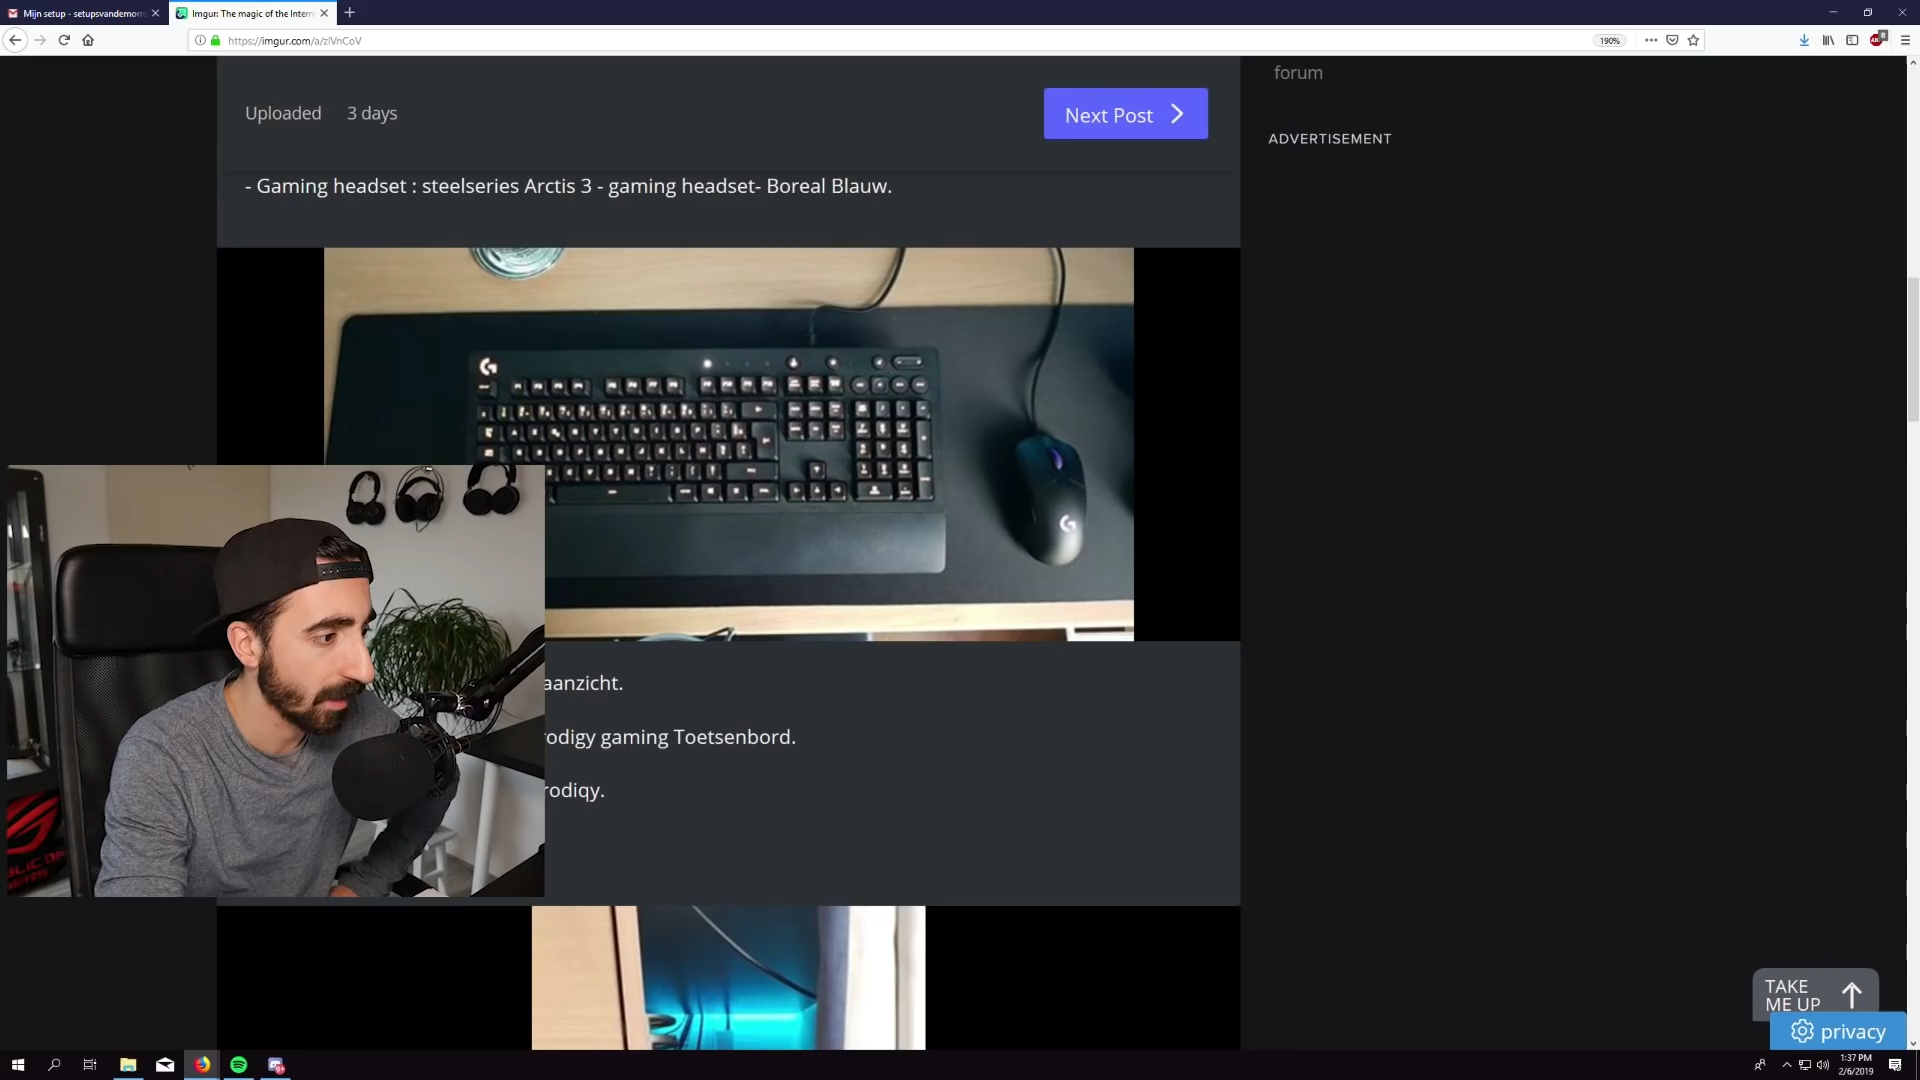 Mijn setup - setupsvandemorr
Imgur: The magic of the Intern
https://imgur.com/a/zlVnCoV
190%
forum
Uploaded 3 days
Next Post
ADVERTISEMENT
- Gaming headset : steelseries Arctis 3 - gaming headset- Boreal Blauw.
aanzicht.
rodigy gaming Toetsenbord.
rodiqy.
TAKE
ME UP
privacy
1:37 PM
2/6/2019